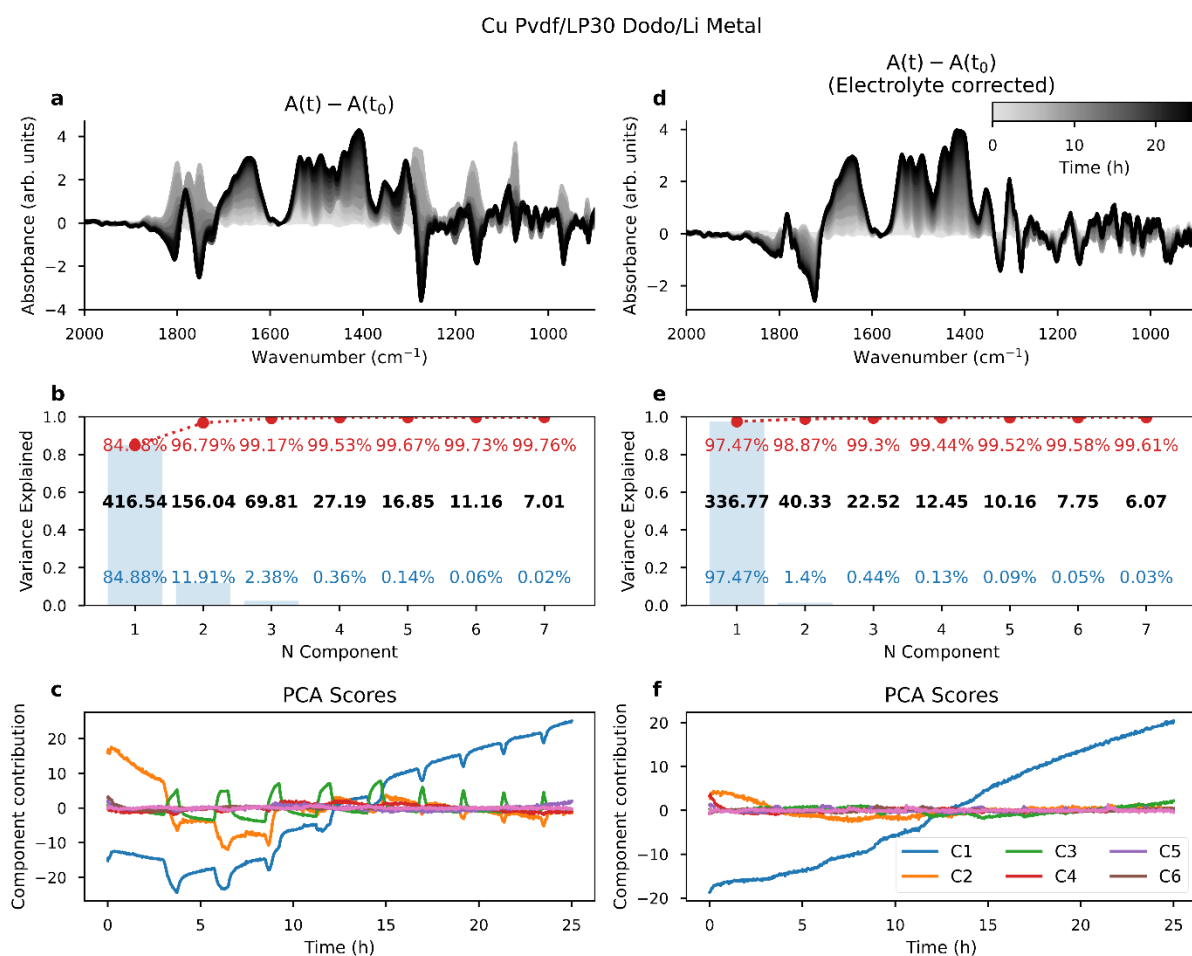 Cu Pvdf/LP30 Dodo/Li Metal
a
A(t) − A(t₀)
Absorbance (arb. units)
4
2
0
−2
−4
2000 1800 1600 1400 1200 1000
Wavenumber (cm⁻¹)
d
A(t) − A(t₀)
(Electrolyte corrected)
0 10 20
Time (h)
Absorbance (arb. units)
4
2
0
−2
2000 1800 1600 1400 1200 1000
Wavenumber (cm⁻¹)
b
Variance Explained
1.0
0.8
0.6
0.4
0.2
0.0
84.88% 96.79% 99.17% 99.53% 99.67% 99.73% 99.76%
416.54 156.04 69.81 27.19 16.85 11.16 7.01
84.88% 11.91% 2.38% 0.36% 0.14% 0.06% 0.02%
1 2 3 4 5 6 7
N Component
e
Variance Explained
1.0
0.8
0.6
0.4
0.2
0.0
97.47% 98.87% 99.3% 99.44% 99.52% 99.58% 99.61%
336.77 40.33 22.52 12.45 10.16 7.75 6.07
97.47% 1.4% 0.44% 0.13% 0.09% 0.05% 0.03%
1 2 3 4 5 6 7
N Component
c
PCA Scores
Component contribution
20
10
0
−10
−20
0 5 10 15 20 25
Time (h)
f
PCA Scores
Component contribution
20
10
0
−10
−20
C1 C3 C5
C2 C4 C6
0 5 10 15 20 25
Time (h)